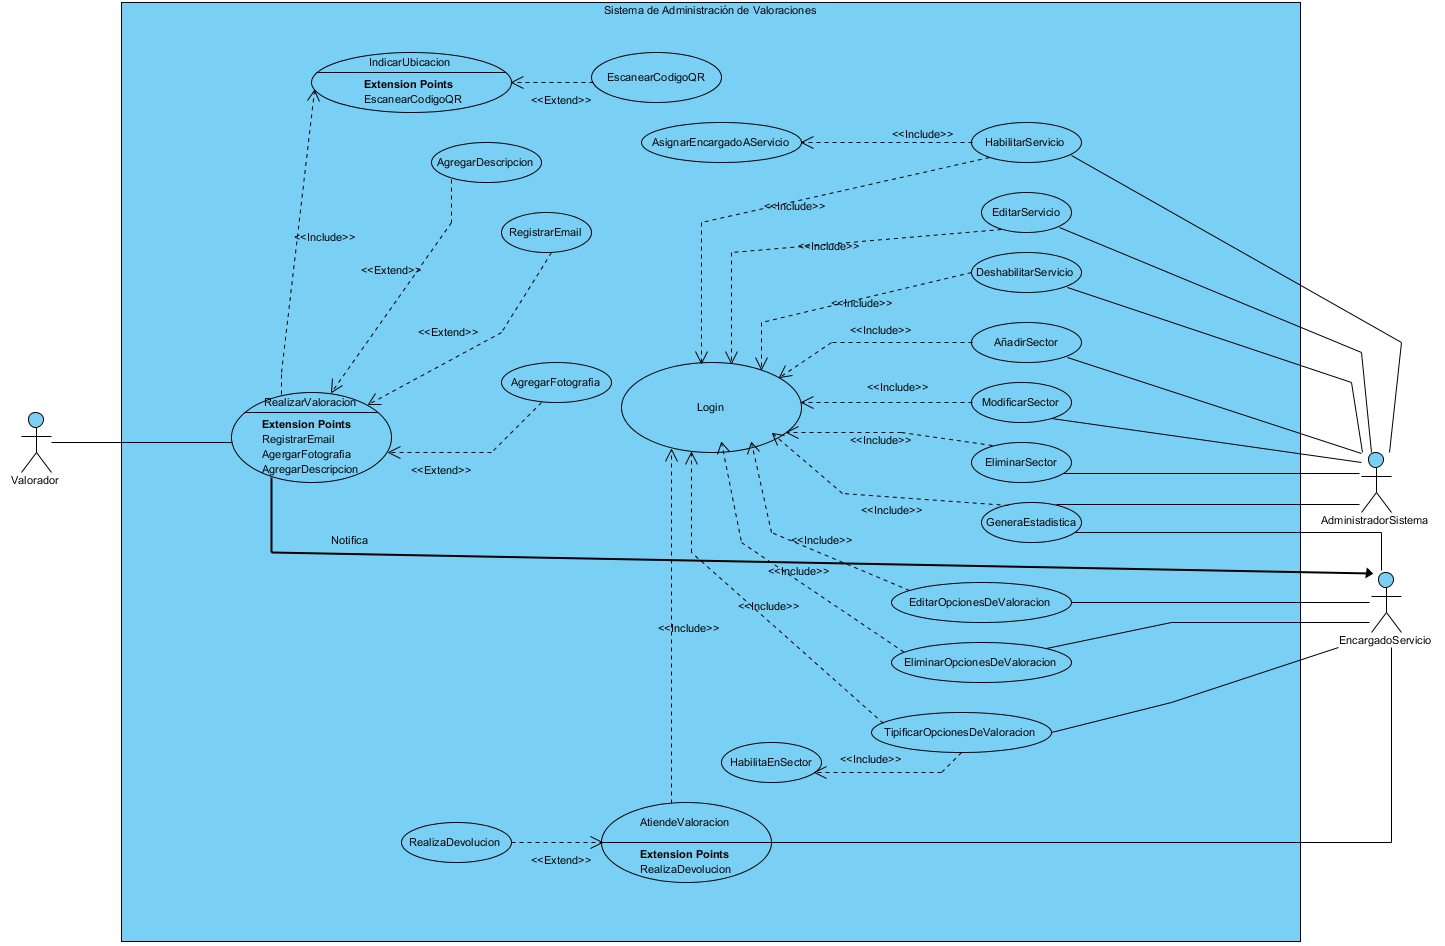 Sistema de Administración de Valoraciones
IndicarUbicacion
Extension Points
EscanearCodigoQR
EscanearCodigoQR
<<Extend>>
AgregarDescripcion
AsignarEncargadoAServicio
<<Include>>
HabilitarServicio
<<Include>>
EditarServicio
RegistrarEmail
<<Include>>
<<Include>>
<<Extend>>
DeshabilitarServicio
<<Include>>
<<Extend>>
<<Include>>
AñadirSector
AgregarFotografia
<<Include>>
ModificarSector
RealizarValoracion
Extension Points
RegistrarEmail
AgergarFotografia
AgregarDescripcion
Login
<<Extend>>
<<Include>>
EliminarSector
Valorador
<<Include>>
GeneraEstadistica
AdministradorSistema
Notifica
<<Include>>
<<Include>>
EditarOpcionesDeValoracion
<<Include>>
<<Include>>
EncargadoServicio
EliminarOpcionesDeValoracion
TipificarOpcionesDeValoracion
HabilitaEnSector
<<Include>>
AtiendeValoracion
Extension Points
RealizaDevolucion
RealizaDevolucion
<<Extend>>